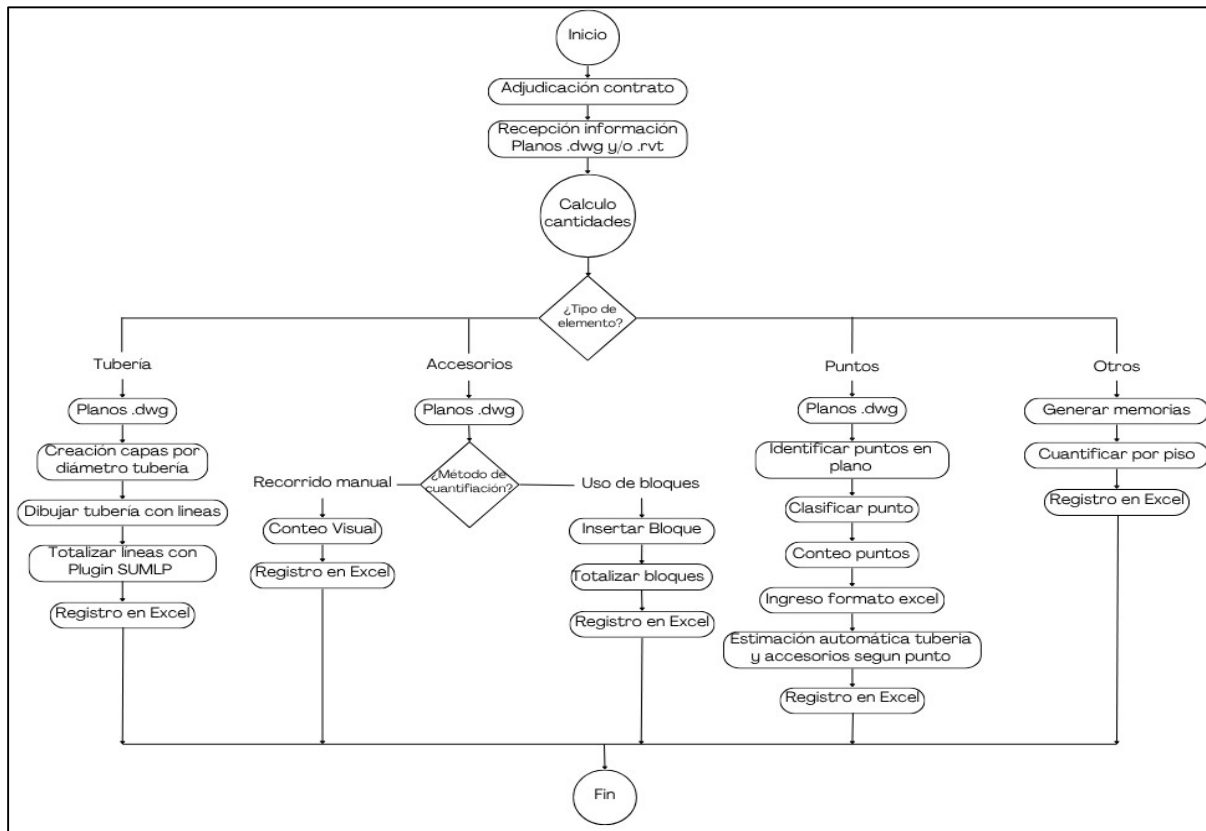 Inicio
Adjudicación contrato
Recepción información
Planos .dwg y/o .rvt
Calculo
cantidades
¿Tipo de
elemento?
Tubería
Planos .dwg
Creación capas por
diámetro tubería
Dibujar tubería con lineas
Totalizar líneas con
Plugin SUMLP
Registro en Excel
Accesorios
Planos .dwg
¿Método de
cuantifiación?
Recorrido manual
Conteo Visual
Registro en Excel
Uso de bloques
Insertar Bloque
Totalizar bloques
Registro en Excel
Puntos
Planos .dwg
Identificar puntos en
plano
Clasificar punto
Conteo puntos
Ingreso formato excel
Estimación automática tuberia
y accesorios segun punto
Registro en Excel
Otros
Generar memorias
Cuantificar por piso
Registro en Excel
Fin